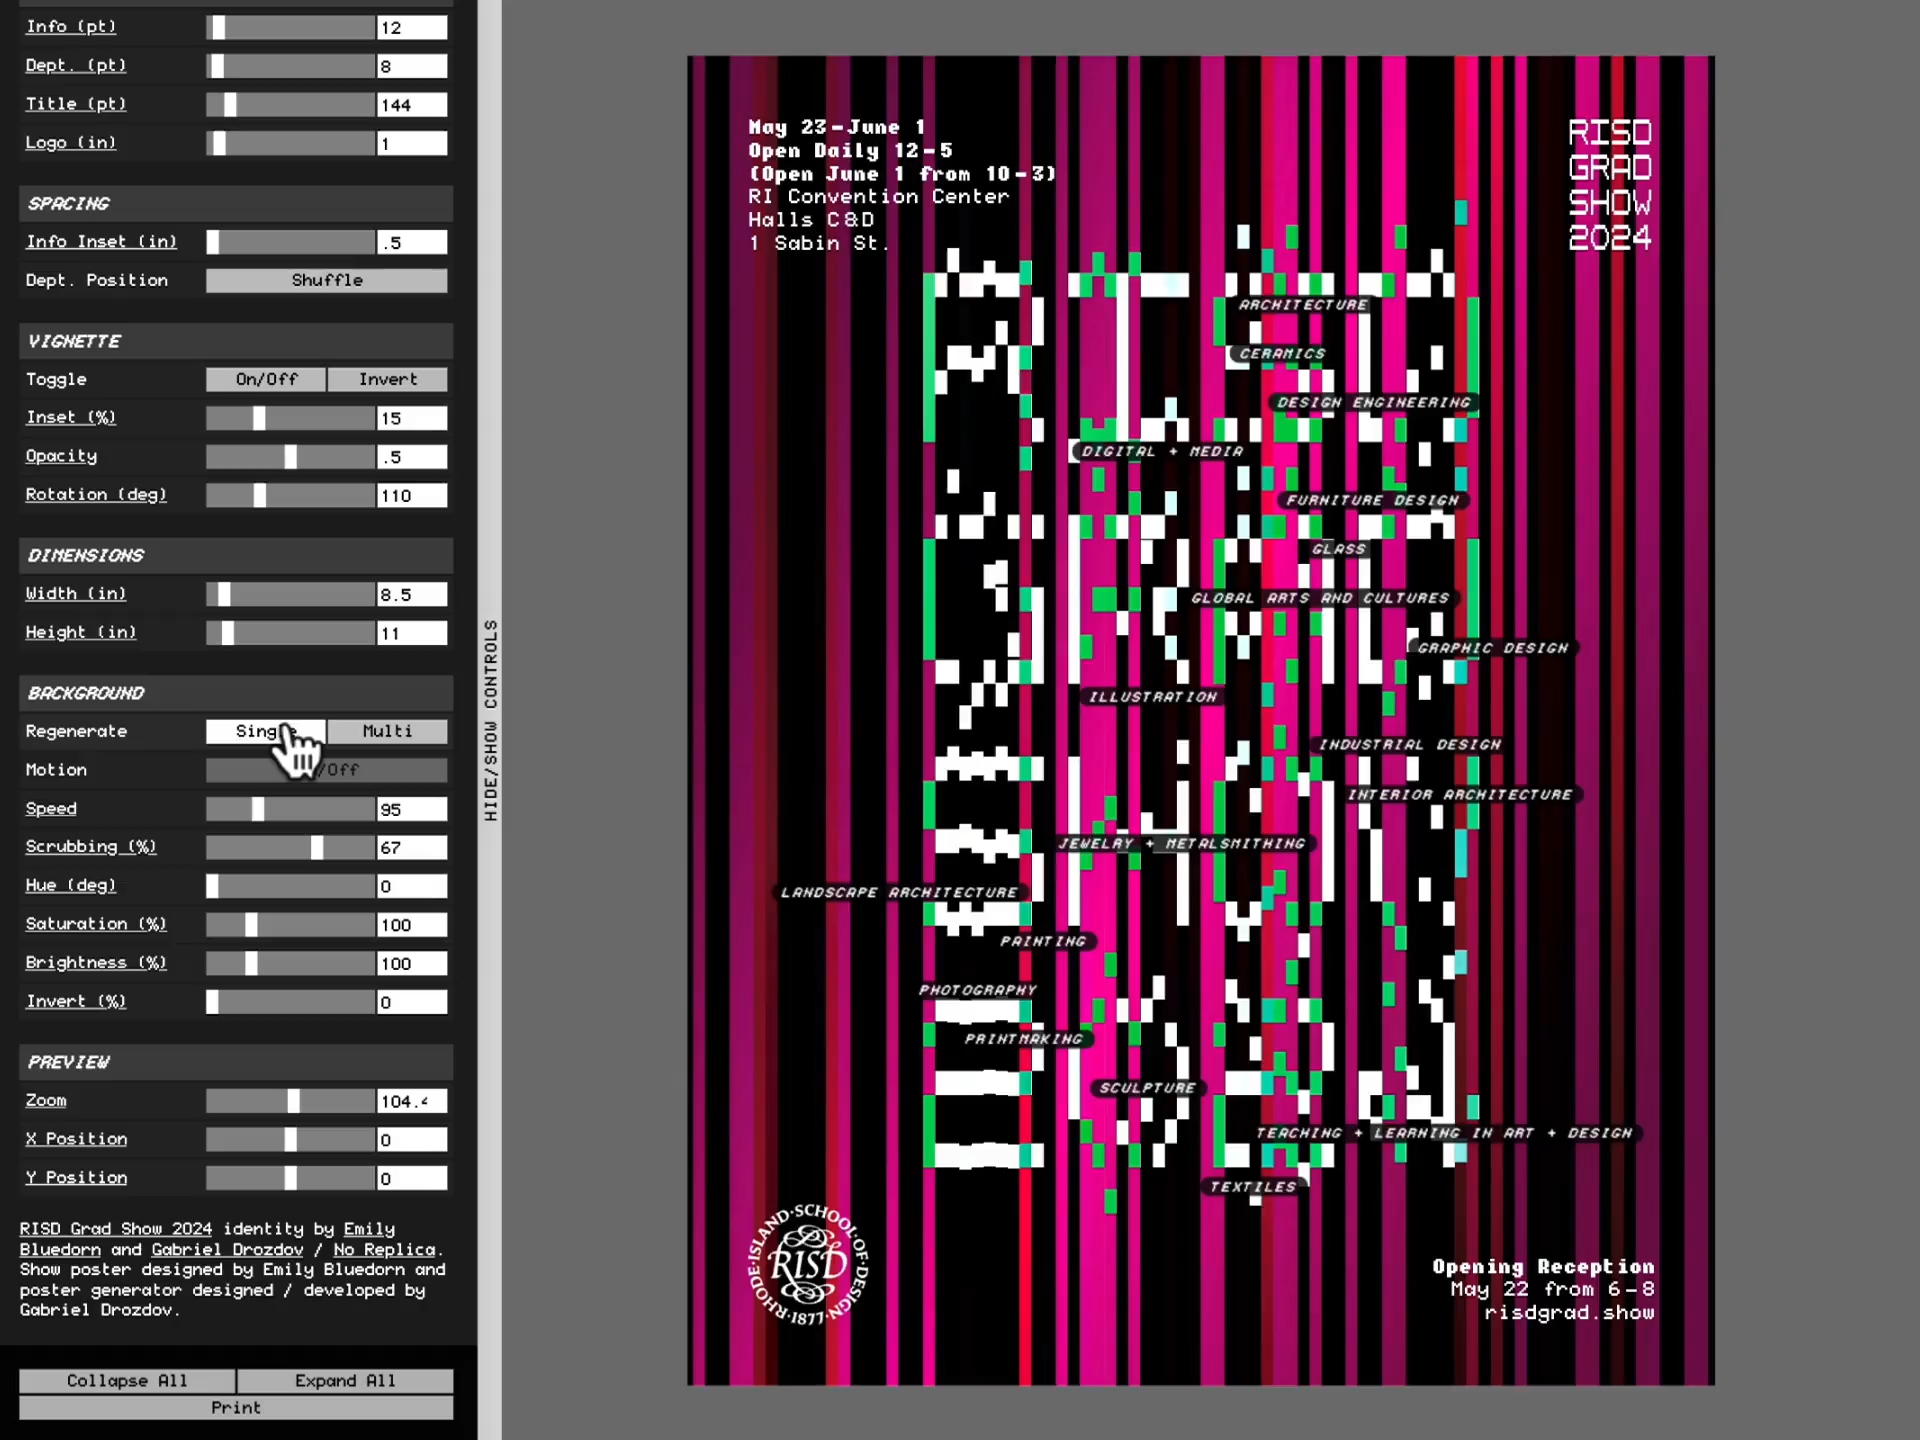 Info (pt)
12
Dept. (pt)
8
Title (pt)
144
Logo (in)
1
SPACING
Info Inset (in)
.5
Dept. Position
Shuffle
VIGNETTE
Toggle
On/Off
Invert
Inset (%)
15
Opacity
.5
Rotation (deg)
110
DIMENSIONS
Width (in)
8.5
Height (in)
11
BACKGROUND
Regenerate
Multi
Motion
/Off
Speed
95
Scrubbing (%)
67
Hue (deg)
0
Saturation (%)
100
Brightness (%)
100
Invert (%)
0
PREVIEW
Zoom
X Position
0
Y Position
0
RISD Grad Show 2024 identity by Emily
Bluedorn and Gabriel Drozdov / No Replica.
Show poster designed by Emily Bluedorn and
poster generator designed / developed by
Gabriel Drozdov.
Collapse All
Expand All
Print
HIDE/SHOW CONTROLS
May 23-June 1
Open Daily 12-5
(Open June 1 from 10-3)
RI Convention Center
Halls C&D
1 Sabin St.
RISD
GRAD
SHOW
2024
ARCHITECTURE
CERAMICS
DESIGN ENGINEERING
DIGITAL + MEDIA
FURNITURE DESIGN
GLASS
GLOBAL ARTS AND CULTURES
GRAPHIC DESIGN
ILLUSTRATION
INDUSTRIAL DESIGN
INTERIOR ARCHITECTURE
JEWELRY + METALSMITHING
LANDSCAPE ARCHITECTURE
PAINTING
PHOTOGRAPHY
PRINTMAKING
SCULPTURE
TEACHING + LEARNING IN ART + DESIGN
TEXTILES
RHODE·ISLAND·SCHOOL·OF·DESIGN
RISD
·1877·
Opening Reception
May 22 from 6-8
risdgrad.show